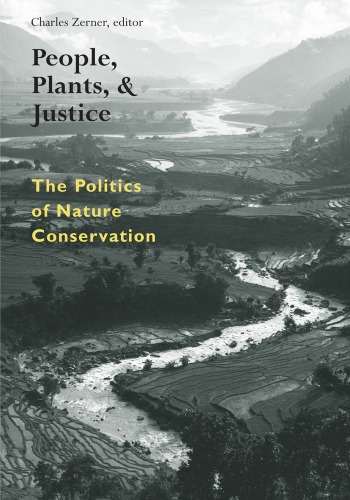 Charles Zerner, editor
People,
Plants, &
Justice
The Politics
of Nature
Conservation